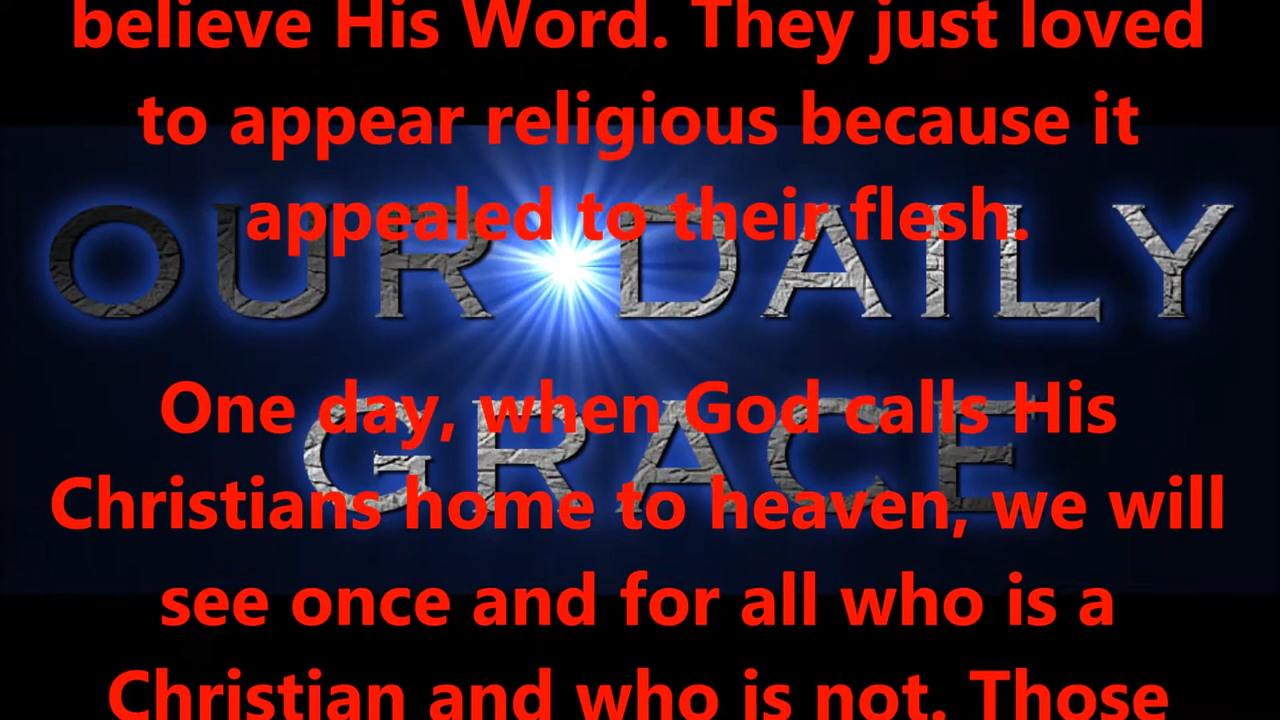 believe His Word. They just loved
to appear religious because it
appealed to their flesh.
OUR DAILY
One day, when God calls His
GRACE
Christians home to heaven, we will
see once and for all who is a
Christian and who is not. Those